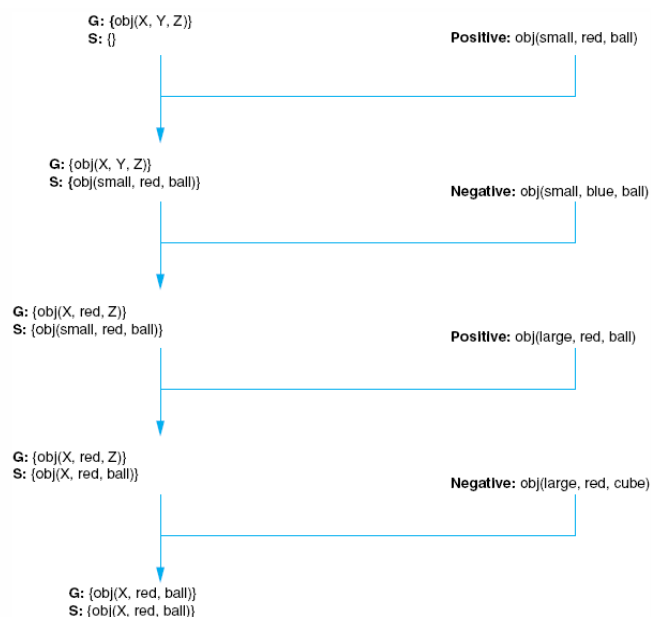 G: {obj(X, Y, Z)}
S: {}
Positive: obj(small, red, ball)
G: {obj(X, Y, Z)}
S: {obj(small, red, ball)}
Negative: obj(small, blue, ball)
G: {obj(X, red, Z)}
S: {obj(small, red, ball)}
Positive: obj(large, red, ball)
G: {obj(X, red, Z)}
S: {obj(X, red, ball)}
Negative: obj(large, red, cube)
G: {obj(X, red, ball)}
S: {obj(X, red, ball)}